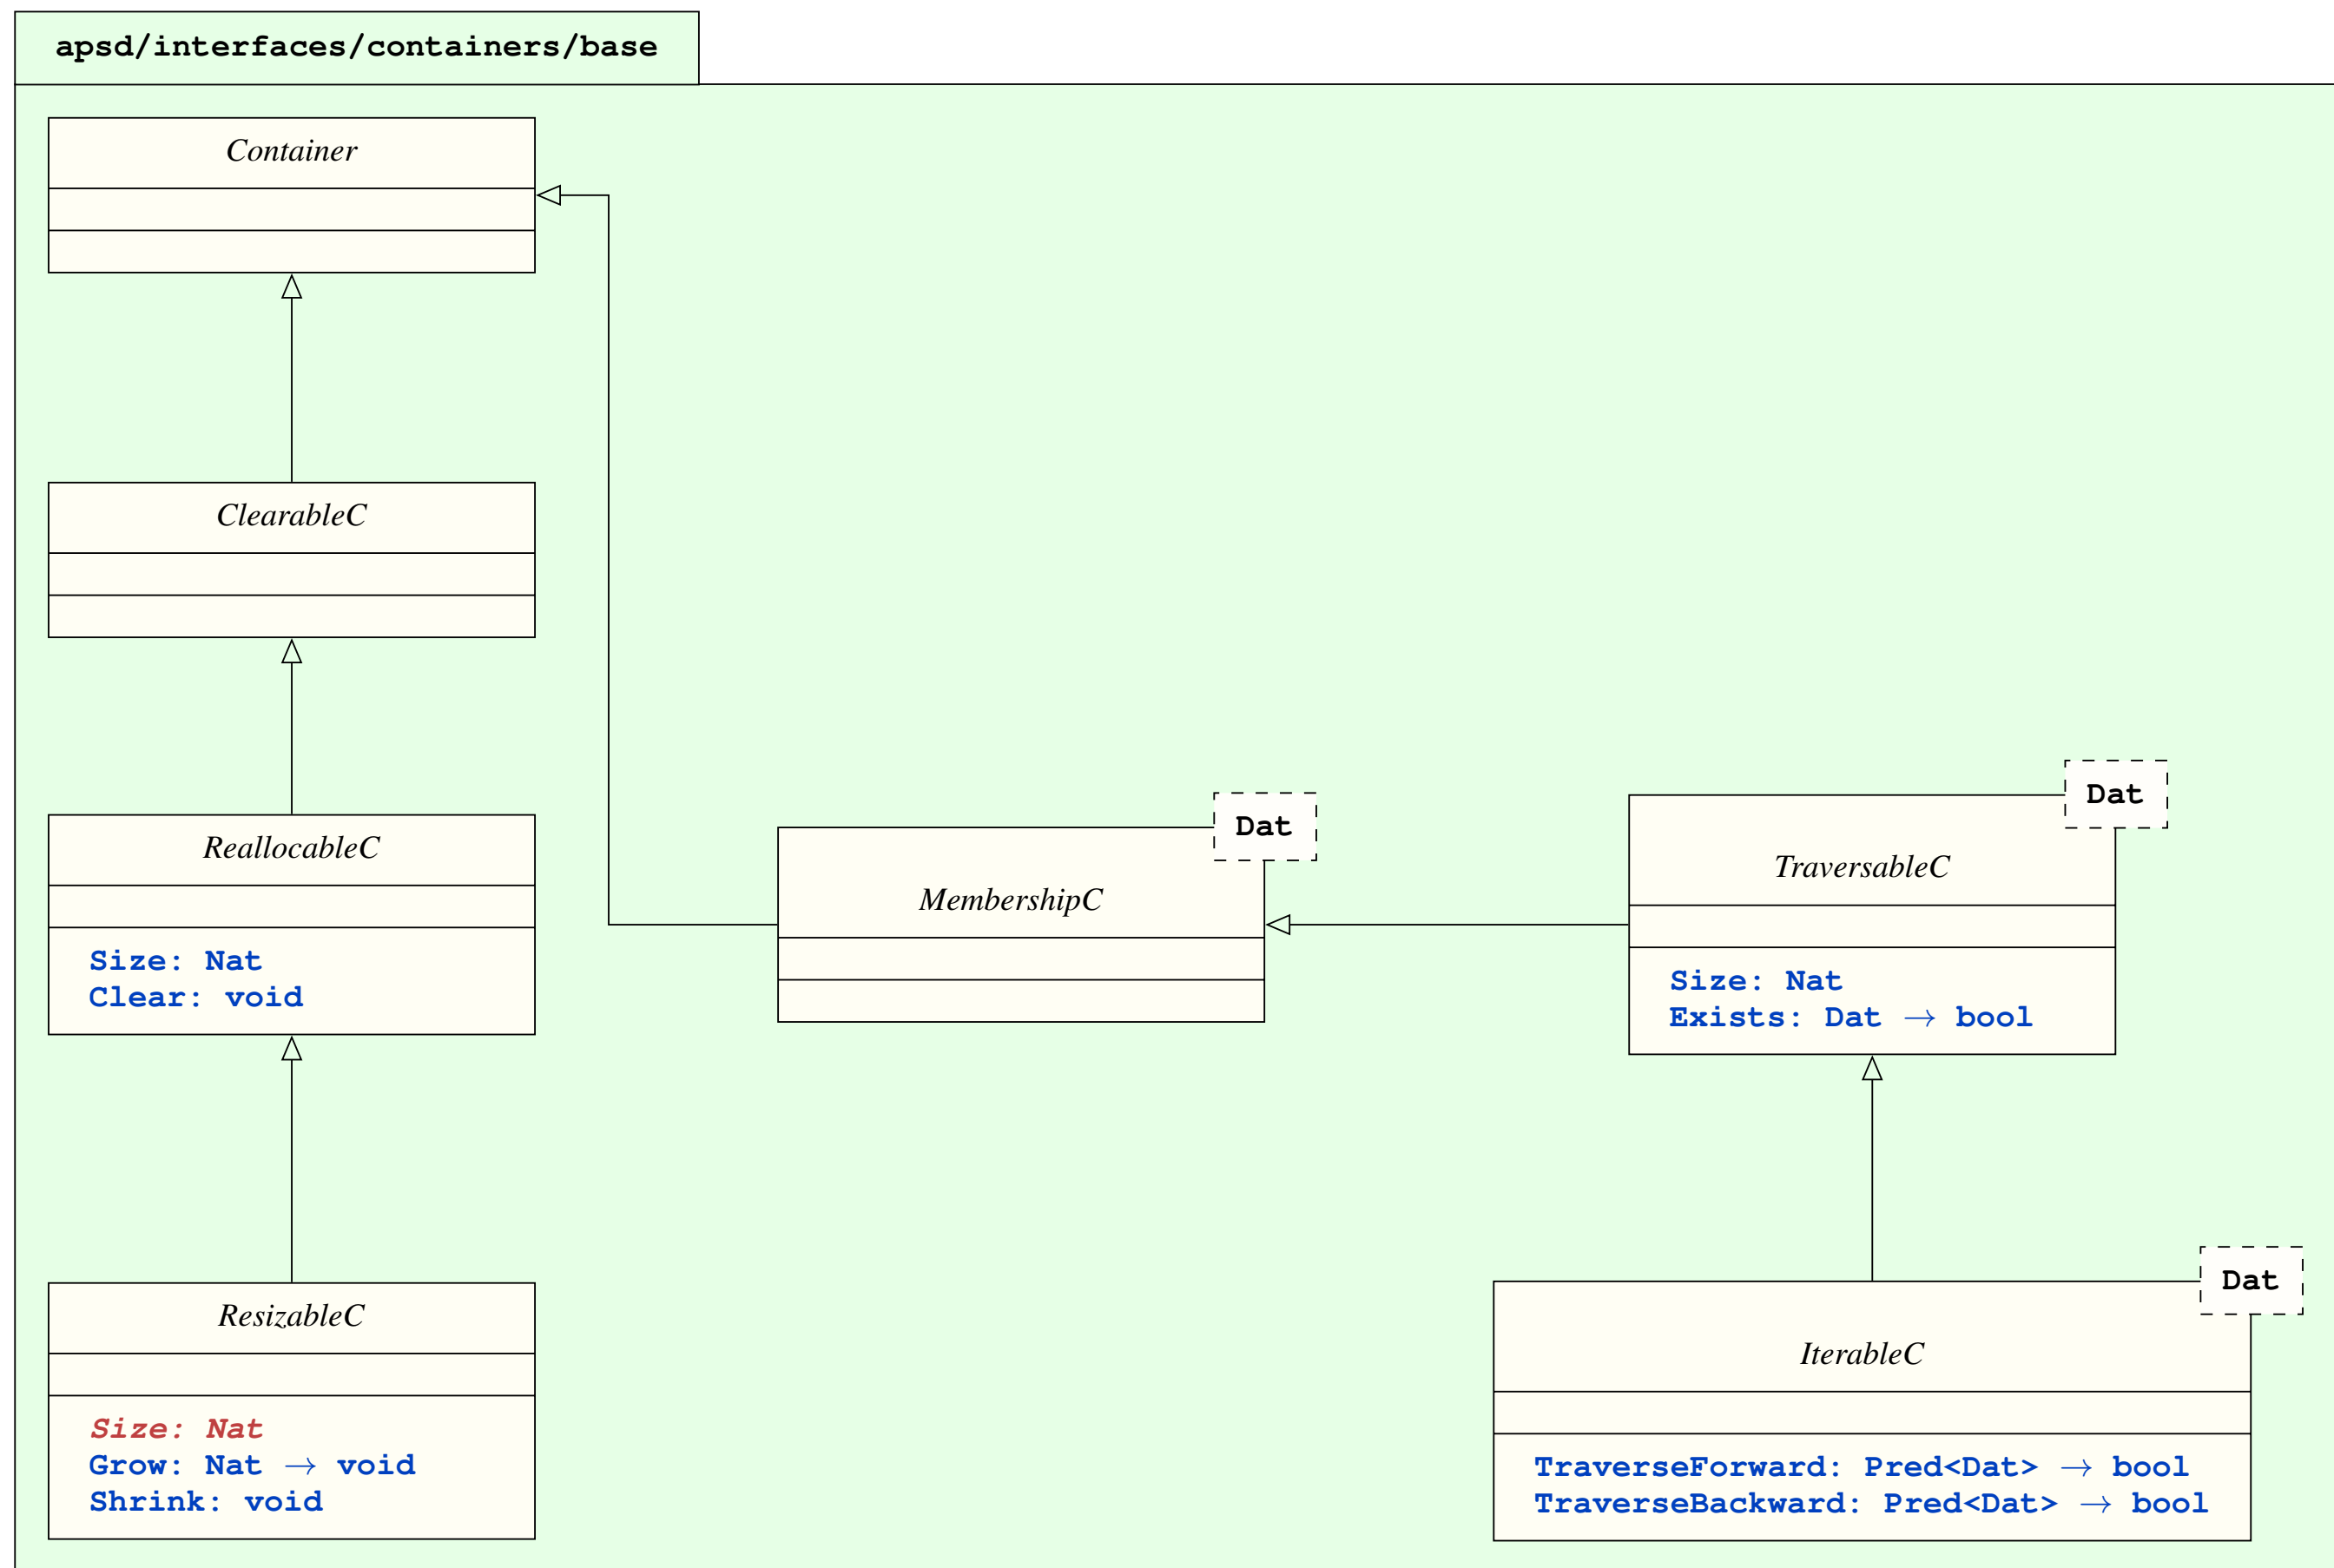 apsd/interfaces/containers/base
Container
ClearableC
ReallocableC
Size: Nat
Clear: void
ResizableC
Size: Nat
Grow: Nat → void
Shrink: void
Dat
MembershipC
Dat
TraversableC
Size: Nat
Exists: Dat → bool
Dat
IterableC
TraverseForward: Pred<Dat> → bool
TraverseBackward: Pred<Dat> → bool